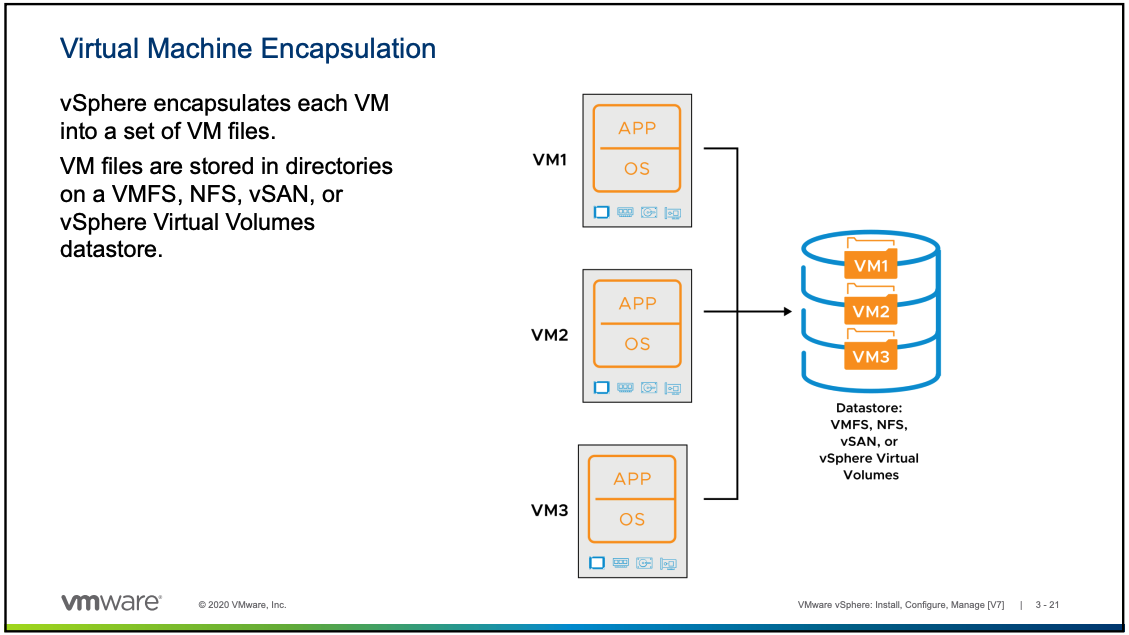 Virtual Machine Encapsulation
vSphere encapsulates each VM
into a set of VM files.
VM files are stored in directories
on a VMFS, NFS, vSAN, or
vSphere Virtual Volumes
datastore.
VM1
APP
OS
VM2
APP
OS
VM3
APP
OS
VM1
VM2
VM3
Datastore:
VMFS, NFS,
vSAN, or
vSphere Virtual
Volumes
vmware®
© 2020 VMware, Inc.
VMware vSphere: Install, Configure, Manage [V7] | 3 - 21